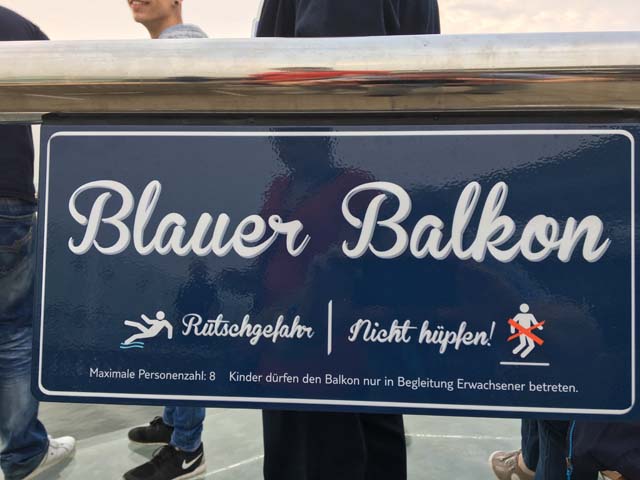 Blauer Balkon
Rutschgefahr | Nicht hüpfen!
Maximale Personenzahl: 8 Kinder dürfen den Balkon nur in Begleitung Erwachsener betreten.